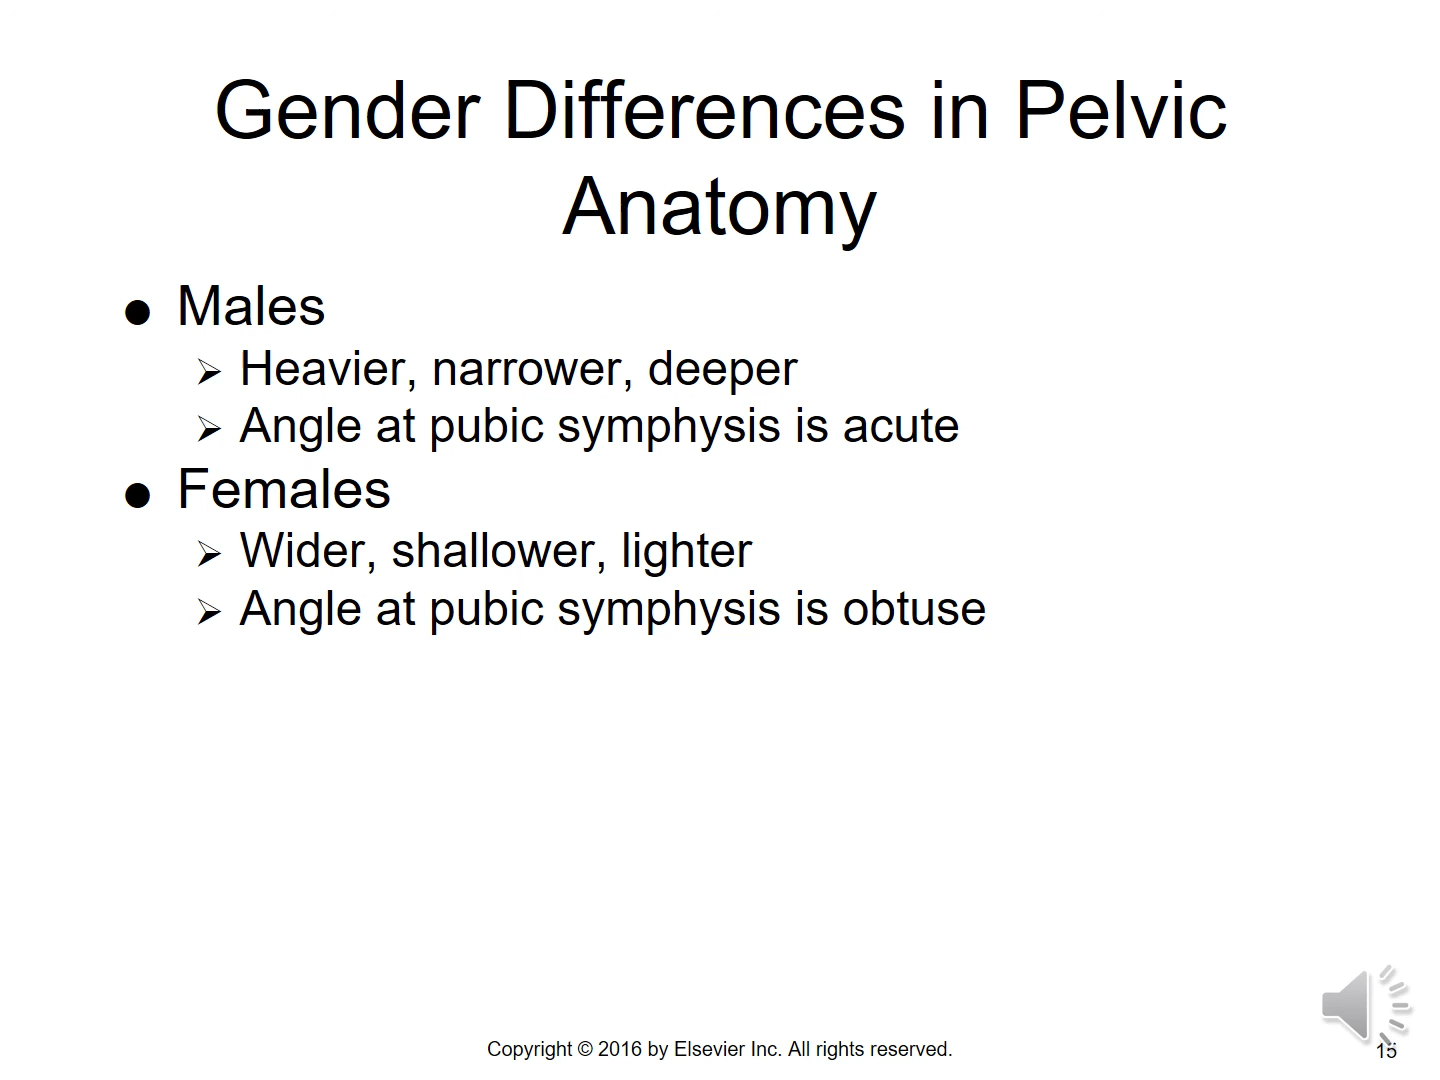 Gender Differences in Pelvic
Anatomy
● Males
➢ Heavier, narrower, deeper
➢ Angle at pubic symphysis is acute
● Females
➢ Wider, shallower, lighter
➢ Angle at pubic symphysis is obtuse
Copyright © 2016 by Elsevier Inc. All rights reserved.
15